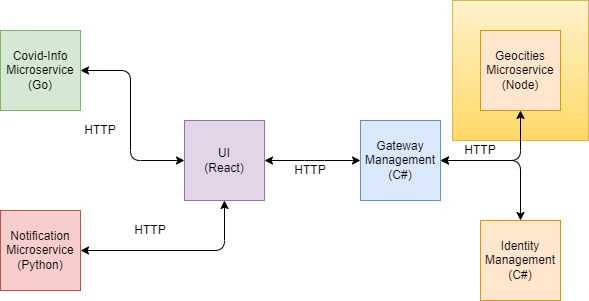 Covid-Info
Microservice
(Go)
Geocities
Microservice
(Node)
HTTP
UI
(React)
HTTP
Gateway
Management
(C#)
HTTP
Notification
Microservice
(Python)
HTTP
Identity
Management
(C#)